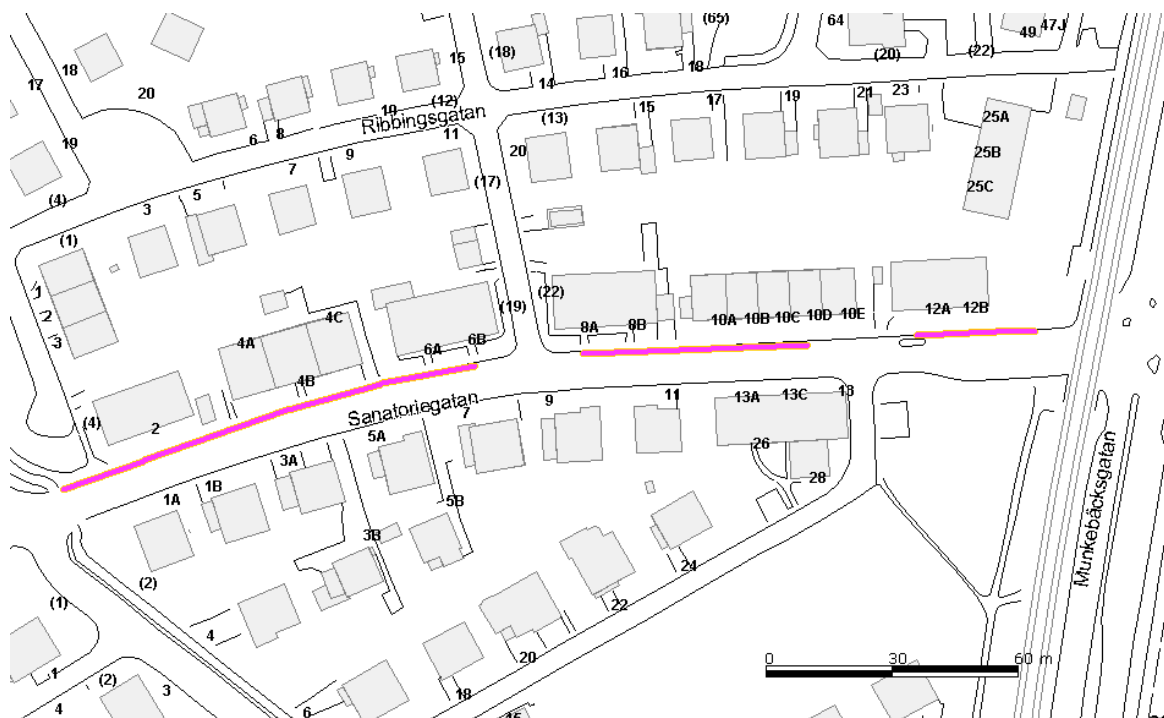 (65)
64
47J
49
(18)
15
(20)
(22)
18
16
18
14
17
20
(12)
10
21
23
19
17
15
Ribbingsgatan
6
8
(13)
25A
11
20
19
9
7
25B
(17)
25C
5
(4)
3
(1)
1
2
3
(22)
(19)
4C
8A
8B
10A
10B
10C
10D
10E
12A
12B
4A
6A
6B
4B
Sanatoriegatan
(4)
2
7
9
11
13A
13C
13
5A
26
3A
28
1A
1B
5B
3B
Munkebäcksgatan
(2)
24
(1)
22
4
20
0
30
60 m
1
(2)
3
18
4
6